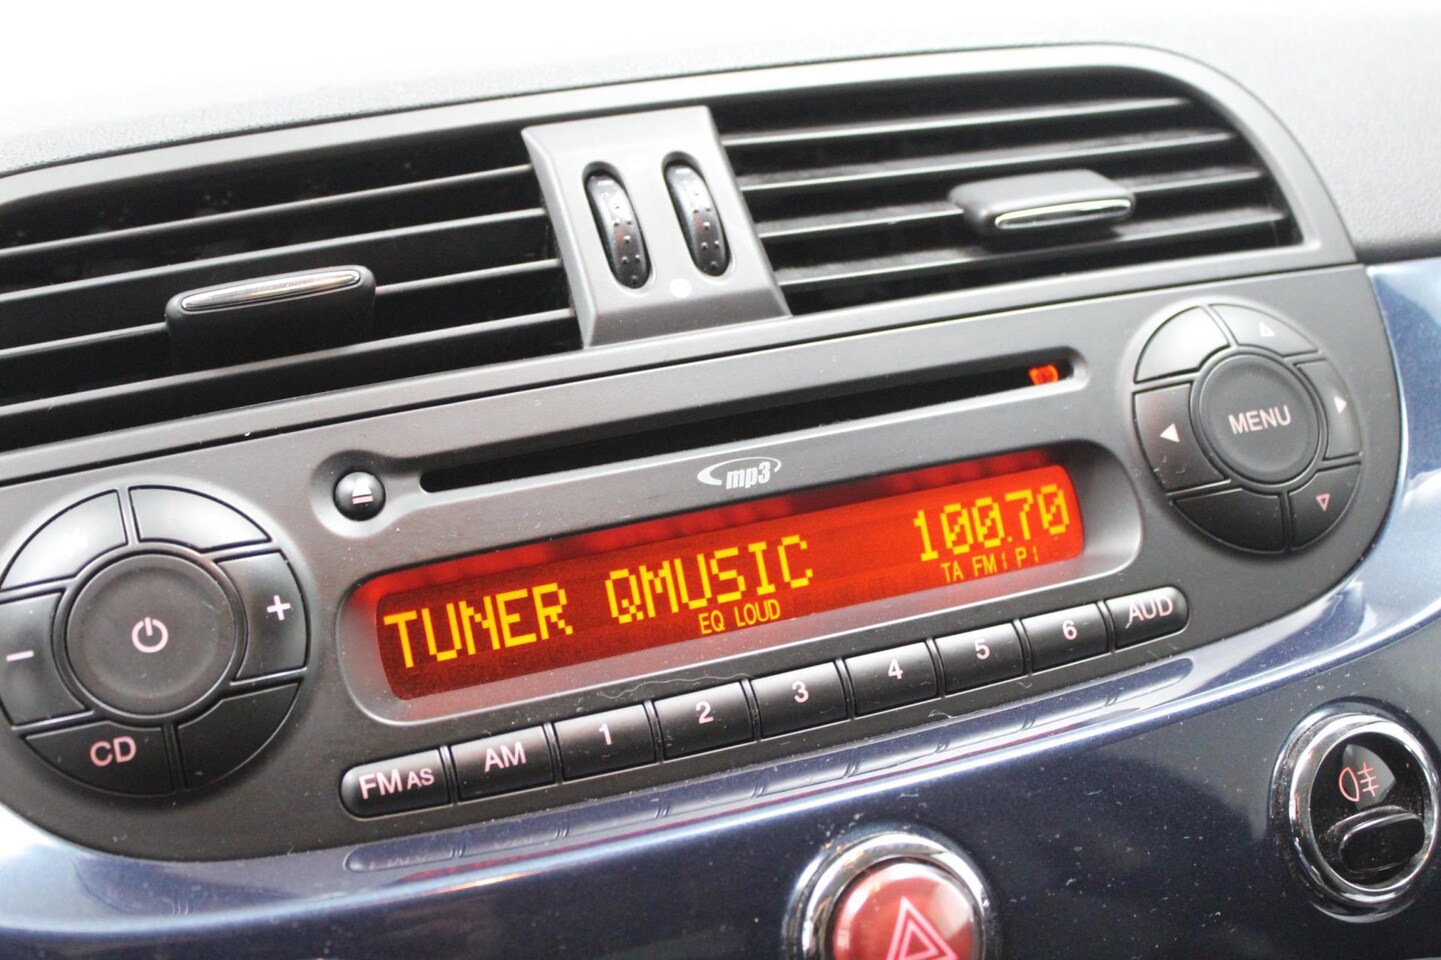 mp3
TUNER QMUSIC 100.70
EQ LOUD TA FM1 P1
MENU
+
-
CD
FM AS AM 1 2 3 4 5 6 AUD